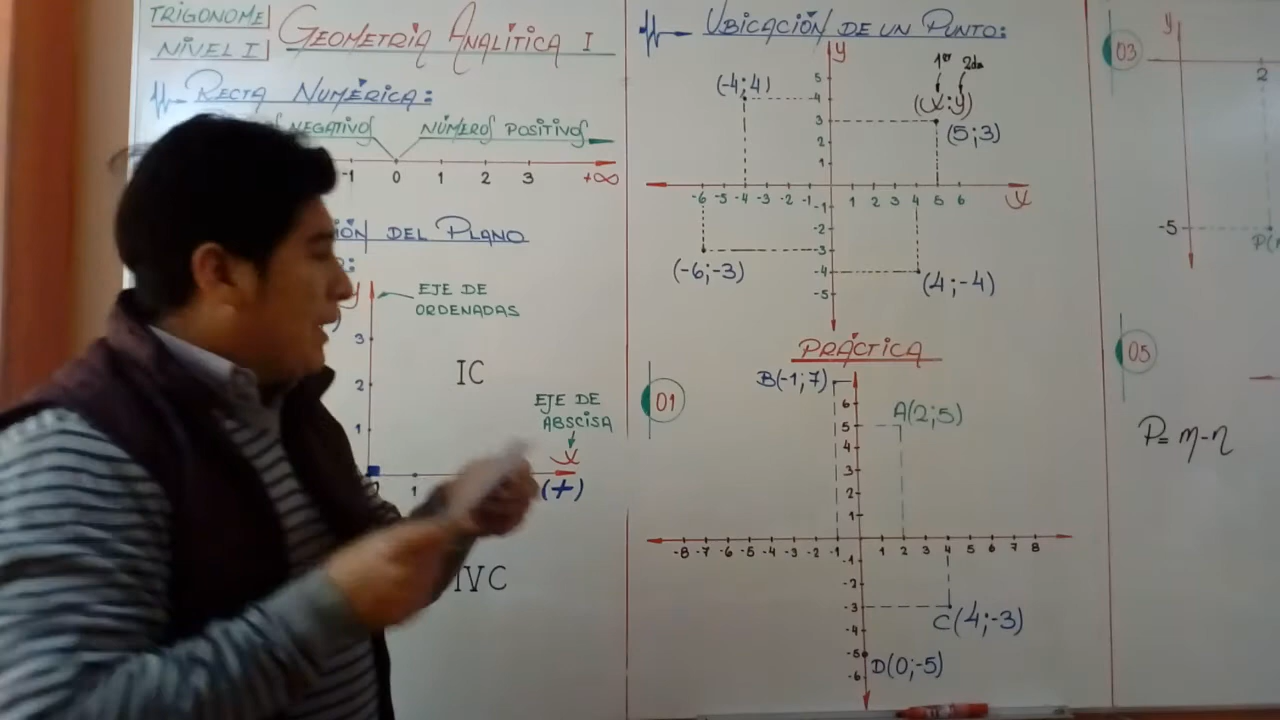 TRIGONOME
NIVEL I
GEOMETRIA ANALITICA I
RECTA NUMÉRICA:
NEGATIVOS
NÚMEROS POSITIVOS
-1 0 1 2 3 +∞
DEL PLANO
y
EJE DE
ORDENADAS
3
2
1
IC
EJE DE
ABSCISA
x
(+)
1
IVC
UBICACIÓN DE UN PUNTO:
y
1er 2da
(x;y)
(-4;4)
(5;3)
5
4
3
2
1
-6 -5 -4 -3 -2 -1 1 2 3 4 5 6
x
-1
-2
-3
-4
-5
(-6;-3)
(4;-4)
PRÁCTICA
01
B(-1;7)
A(2;5)
6
5
4
3
2
1
-8 -7 -6 -5 -4 -3 -2 -1 1 2 3 4 5 6 7 8
-1
-2
-3
-4
-5
-6
C(4;-3)
D(0;-5)
03
y
2
-5
05